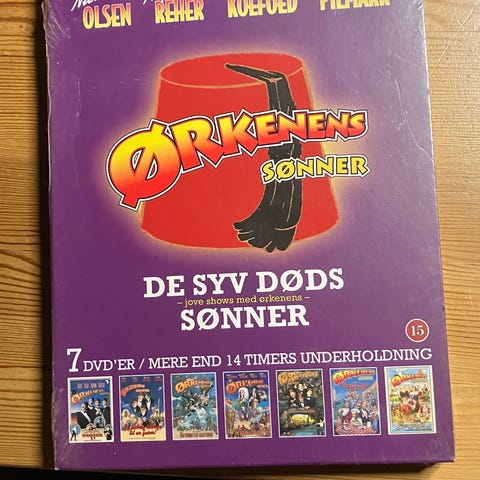 OLSEN REHER KOEFOED PILMARK
ØRKENENS
SØNNER
DE SYV DØDS
– jove shows med ørkenens –
SØNNER
15
7 DVD'ER / MERE END 14 TIMERS UNDERHOLDNING